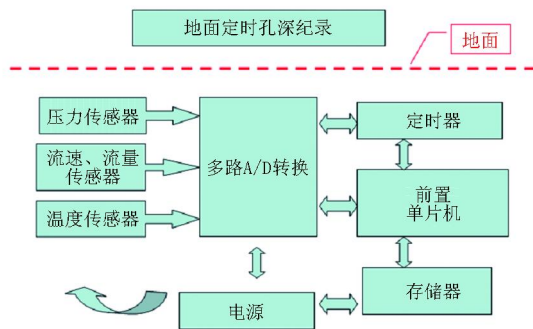 地面定时孔深纪录
地面
压力传感器
流速、流量
传感器
温度传感器
多路A/D转换
定时器
前置
单片机
存储器
电源